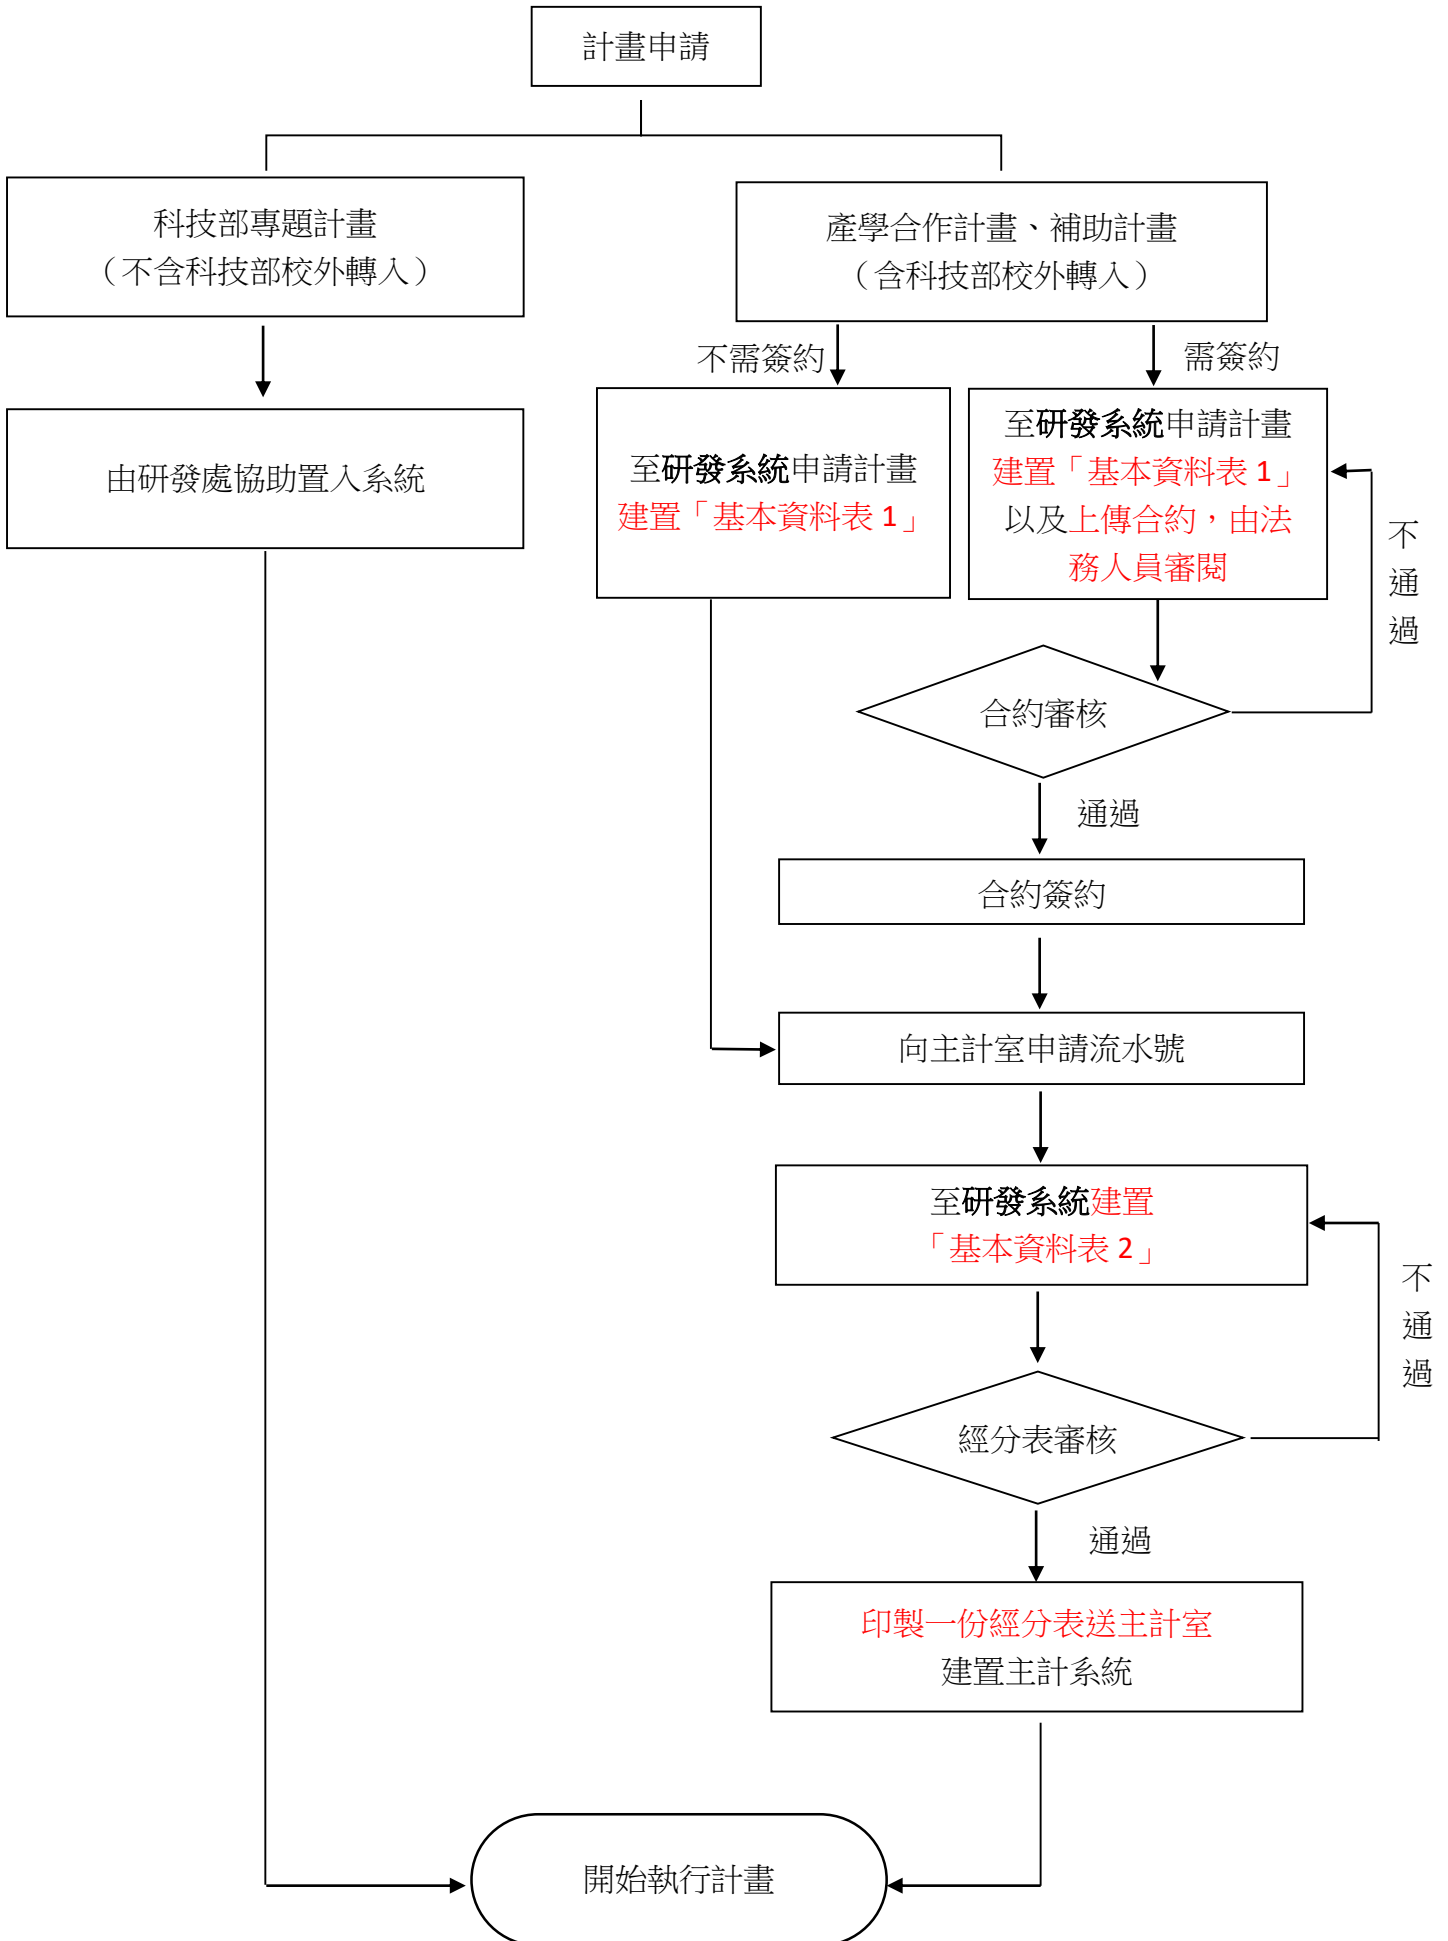 計畫申請
科技部專題計畫
（不含科技部校外轉入）
產學合作計畫、補助計畫
（含科技部校外轉入）
不需簽約
需簽約
由研發處協助置入系統
至研發系統申請計畫
建置「基本資料表 1」
至研發系統申請計畫
建置「基本資料表 1」
以及上傳合約，由法
務人員審閱
不
通
過
合約審核
通過
合約簽約
向主計室申請流水號
至研發系統建置
「基本資料表 2」
不
通
過
經分表審核
通過
印製一份經分表送主計室
建置主計系統
開始執行計畫